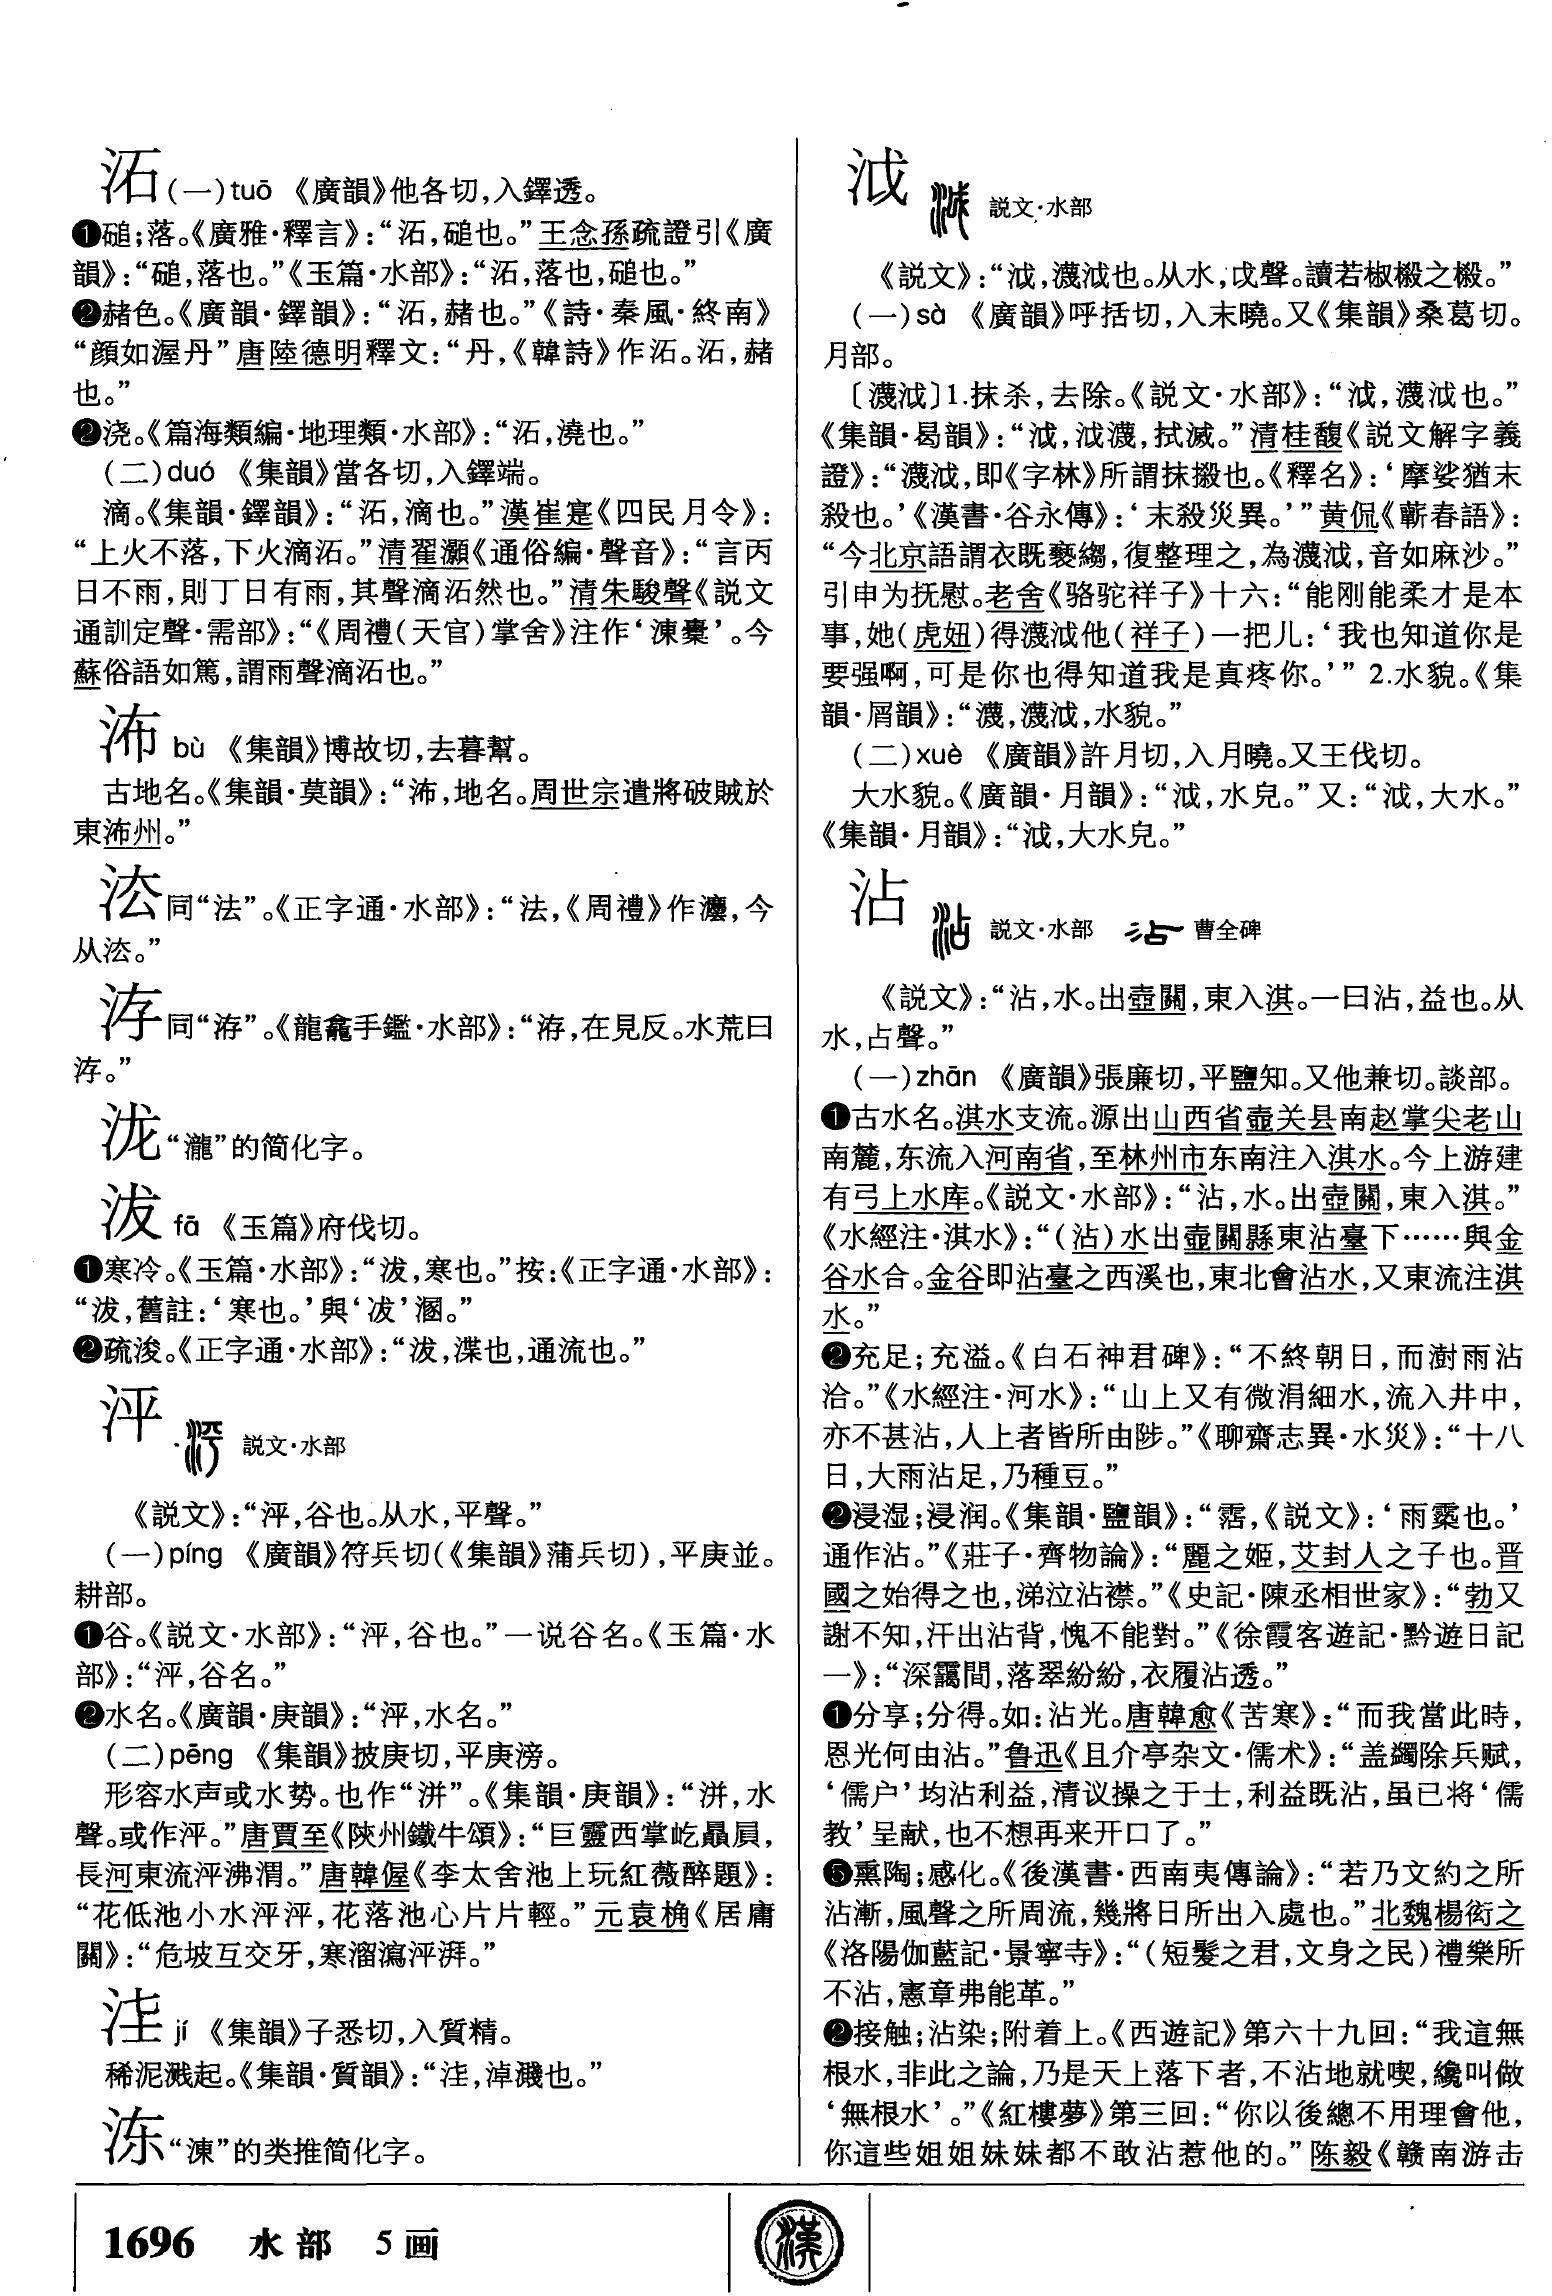 沰(一)tuō 《廣韻》他各切,入鐸透。
❶磓;落。《廣雅·釋言》:“沰,磓也。”王念孫疏證引《廣
韻》:“磓,落也。”《玉篇·水部》:“沰,落也,磓也。”
❷赭色。《廣韻·鐸韻》:“沰,赭也。”《詩·秦風·終南》
“顔如渥丹”唐陸德明釋文:“丹,《韓詩》作沰。沰,赭
也。”
❷浇。《篇海類編·地理類·水部》:“沰,澆也。”
(二)duó 《集韻》當各切,入鐸端。
滴。《集韻·鐸韻》:“沰,滴也。”漢崔寔《四民月令》:
“上火不落,下火滴沰。”清翟灝《通俗編·聲音》:“言丙
日不雨,則丁日有雨,其聲滴沰然也。”清朱駿聲《説文
通訓定聲·需部》:“《周禮(天官)掌舍》注作‘涷橐’。今
蘇俗語如篤,謂雨聲滴沰也。”
㳍 bù 《集韻》博故切,去暮幫。
古地名。《集韻·莫韻》:“㳍,地名。周世宗遣將破賊於
東㳍州。”
㳒同“法”。《正字通·水部》:“法,《周禮》作灋,今
从㳒。”
㳨同“洊”。《龍龕手鑑·水部》:“洊,在見反。水荒曰
洊。”
泷“瀧”的简化字。
泼 fā 《玉篇》府伐切。
❶寒冷。《玉篇·水部》:“沷,寒也。”按:《正字通·水部》:
“沷,舊註:‘寒也。’與‘冹’溷。”
❷疏浚。《正字通·水部》:“沷,渫也,通流也。”
泙 説文·水部
《説文》:“泙,谷也。从水,平聲。”
(一)píng 《廣韻》符兵切(《集韻》蒲兵切),平庚並。
耕部。
❶谷。《説文·水部》:“泙,谷也。”一说谷名。《玉篇·水
部》:“泙,谷名。”
❷水名。《廣韻·庚韻》:“泙,水名。”
(二)pēng 《集韻》披庚切,平庚滂。
形容水声或水势。也作“洴”。《集韻·庚韻》:“洴,水
聲。或作泙。”唐賈至《陝州鐵牛頌》:“巨靈西掌屹贔屓,
長河東流泙沸渭。”唐韓偓《李太舍池上玩紅薇醉題》:
“花低池小水泙泙,花落池心片片輕。”元袁桷《居庸
關》:“危坡互交牙,寒溜瀉泙湃。”
㳣 jí 《集韻》子悉切,入質精。
稀泥溅起。《集韻·質韻》:“㳣,淖濺也。”
㳓“涷”的类推简化字。
泧 説文·水部
《説文》:“泧,瀎泧也。从水,戉聲。讀若椒樧之樧。”
(一)sà 《廣韻》呼括切,入末曉。又《集韻》桑葛切。
月部。
〔瀎泧〕1.抹杀,去除。《説文·水部》:“泧,瀎泧也。”
《集韻·曷韻》:“泧,泧瀎,拭滅。”清桂馥《説文解字義
證》:“瀎泧,即《字林》所謂抹摋也。《釋名》:‘摩娑猶末
殺也。’《漢書·谷永傳》:‘末殺災異。’”黄侃《蘄春語》:
“今北京語謂衣既褻縐,復整理之,為瀎泧,音如麻沙。”
引申为抚慰。老舍《骆驼祥子》十六:“能刚能柔才是本
事,她(虎妞)得瀎泧他(祥子)一把儿:‘我也知道你是
要强啊,可是你也得知道我是真疼你。’” 2.水貌。《集
韻·屑韻》:“瀎,瀎泧,水貌。”
(二)xuè 《廣韻》許月切,入月曉。又王伐切。
大水貌。《廣韻·月韻》:“泧,水皃。”又:“泧,大水。”
《集韻·月韻》:“泧,大水皃。”
沾 説文·水部 曹全碑
《説文》:“沾,水。出壺關,東入淇。一曰沾,益也。从
水,占聲。”
(一)zhān 《廣韻》張廉切,平鹽知。又他兼切。談部。
❶古水名。淇水支流。源出山西省壶关县南赵掌尖老山
南麓,东流入河南省,至林州市东南注入淇水。今上游建
有弓上水库。《説文·水部》:“沾,水。出壺關,東入淇。”
《水經注·淇水》:“(沾)水出壺關縣東沾臺下……與金
谷水合。金谷即沾臺之西溪也,東北會沾水,又東流注淇
水。”
❷充足;充溢。《白石神君碑》:“不終朝日,而澍雨沾
洽。”《水經注·河水》:“山上又有微涓細水,流入井中,
亦不甚沾,人上者皆所由陟。”《聊齋志異·水災》:“十八
日,大雨沾足,乃種豆。”
❷浸湿;浸润。《集韻·鹽韻》:“霑,《説文》:‘雨䨙也。’
通作沾。”《莊子·齊物論》:“麗之姬,艾封人之子也。晋
國之始得之也,涕泣沾襟。”《史記·陳丞相世家》:“勃又
謝不知,汗出沾背,愧不能對。”《徐霞客遊記·黔遊日記
一》:“深靄間,落翠紛紛,衣履沾透。”
❶分享;分得。如:沾光。唐韓愈《苦寒》:“而我當此時,
恩光何由沾。”鲁迅《且介亭杂文·儒术》:“盖蠲除兵赋,
‘儒户’均沾利益,清议操之于士,利益既沾,虽已将‘儒
教’呈献,也不想再来开口了。”
❺熏陶;感化。《後漢書·西南夷傳論》:“若乃文約之所
沾漸,風聲之所周流,幾將日所出入處也。”北魏楊衒之
《洛陽伽藍記·景寧寺》:“(短髮之君,文身之民)禮樂所
不沾,憲章弗能革。”
❷接触;沾染;附着上。《西遊記》第六十九回:“我這無
根水,非此之論,乃是天上落下者,不沾地就喫,纔叫做
‘無根水’。”《紅樓夢》第三回:“你以後總不用理會他,
你這些姐姐妹妹都不敢沾惹他的。”陈毅《赣南游击
1696 水部 5画
漢